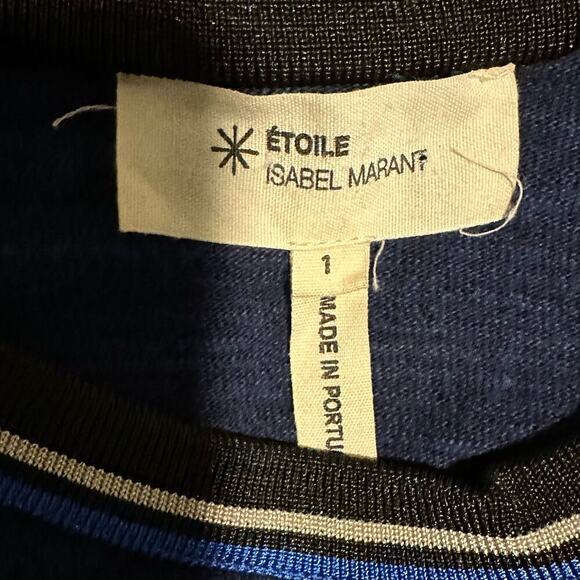 ÉTOILE
ISABEL MARANT
1
MADE IN PORTU